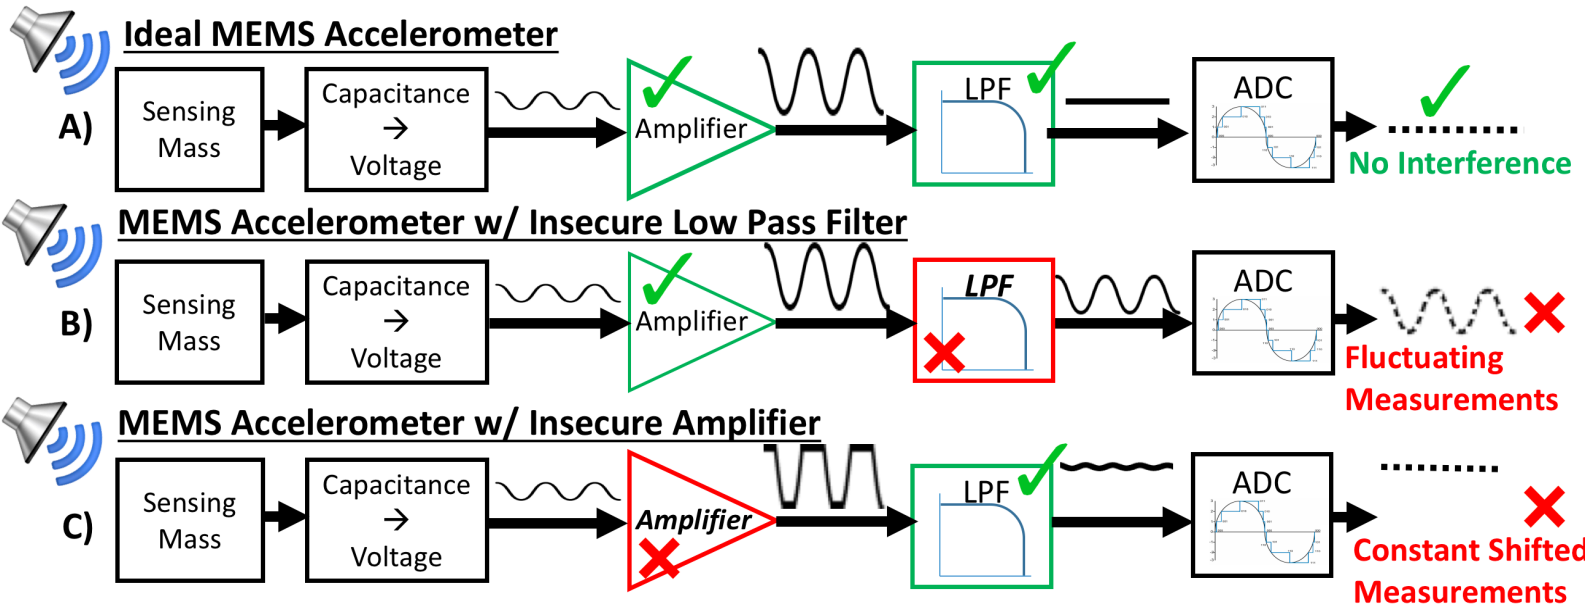 Ideal MEMS Accelerometer
A)
Sensing
Mass
Capacitance
→
Voltage
Amplifier
LPF
ADC
No Interference
MEMS Accelerometer w/ Insecure Low Pass Filter
B)
Sensing
Mass
Capacitance
→
Voltage
Amplifier
LPF
ADC
Fluctuating
Measurements
MEMS Accelerometer w/ Insecure Amplifier
C)
Sensing
Mass
Capacitance
→
Voltage
Amplifier
LPF
ADC
Constant Shifted
Measurements